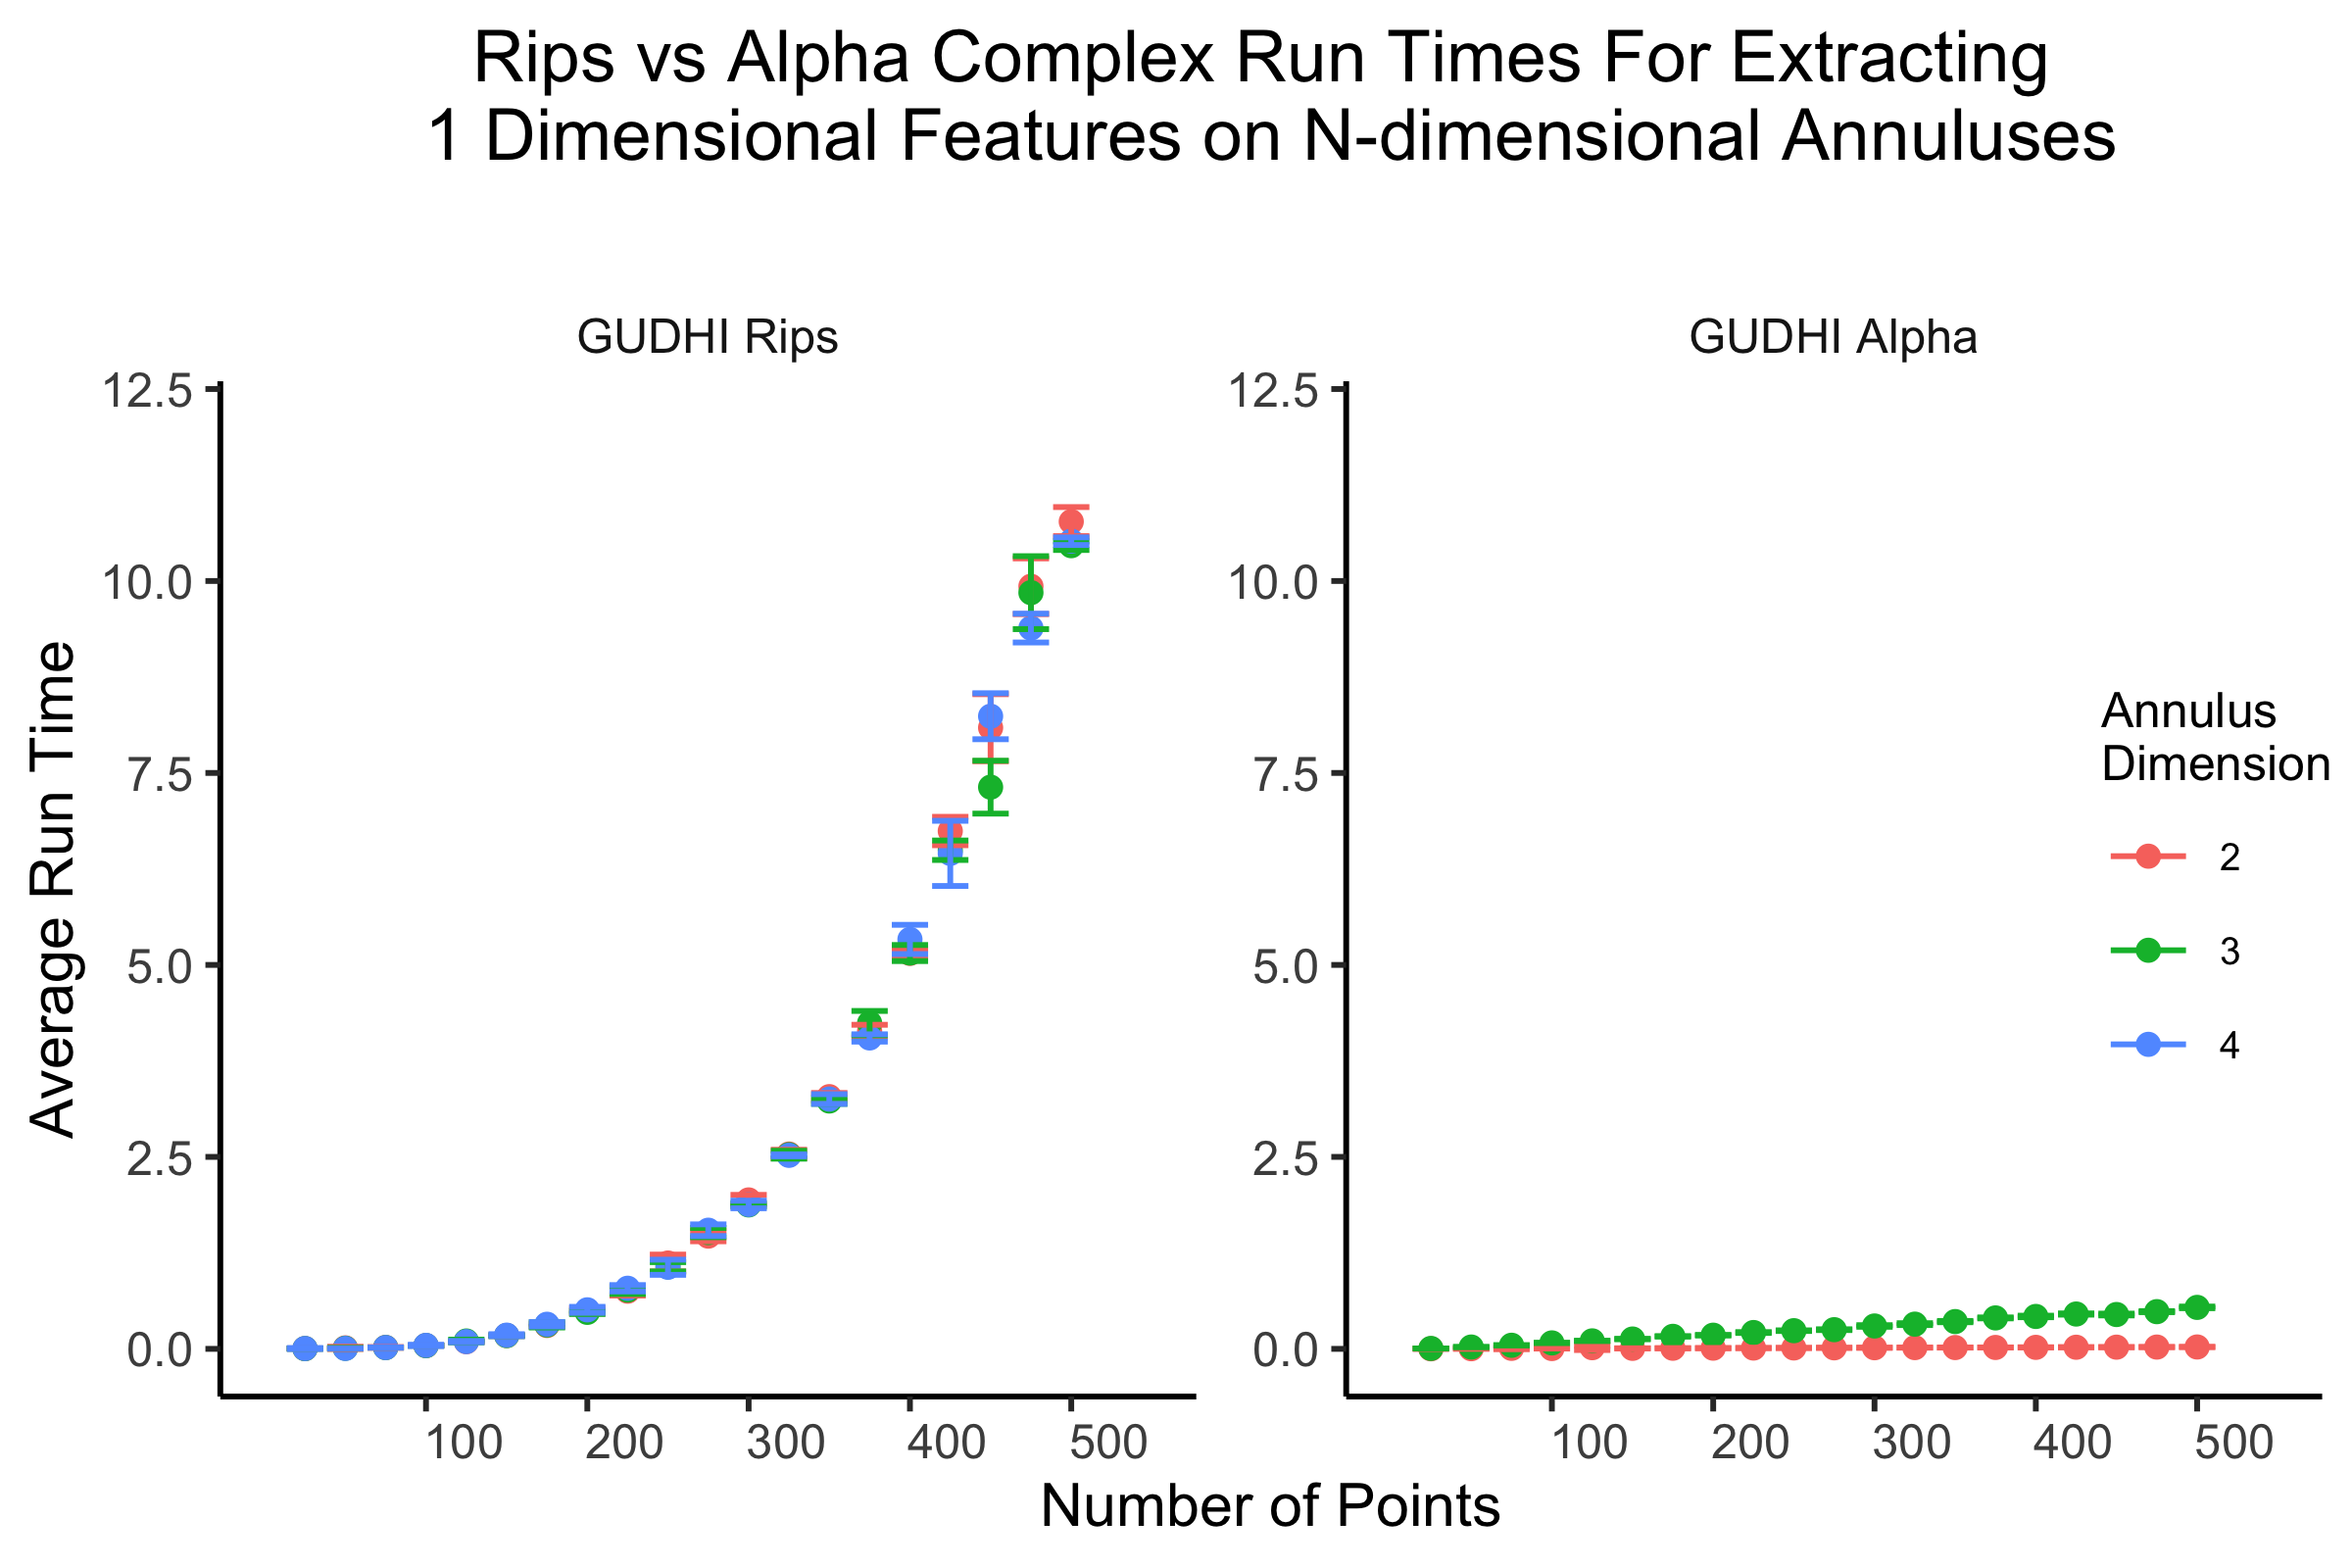 Rips vs Alpha Complex Run Times For Extracting
1 Dimensional Features on N-dimensional Annuluses
GUDHI Rips
GUDHI Alpha
Average Run Time
12.5
10.0
7.5
5.0
2.5
0.0
100 200 300 400 500
12.5
10.0
7.5
5.0
2.5
0.0
100 200 300 400 500
Number of Points
Annulus
Dimension
2
3
4